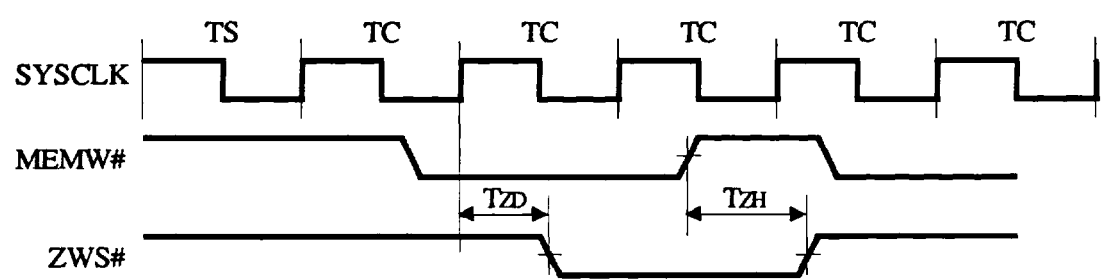 TS TC TC TC TC TC
SYSCLK
MEMW#
TZD TZH
ZWS#